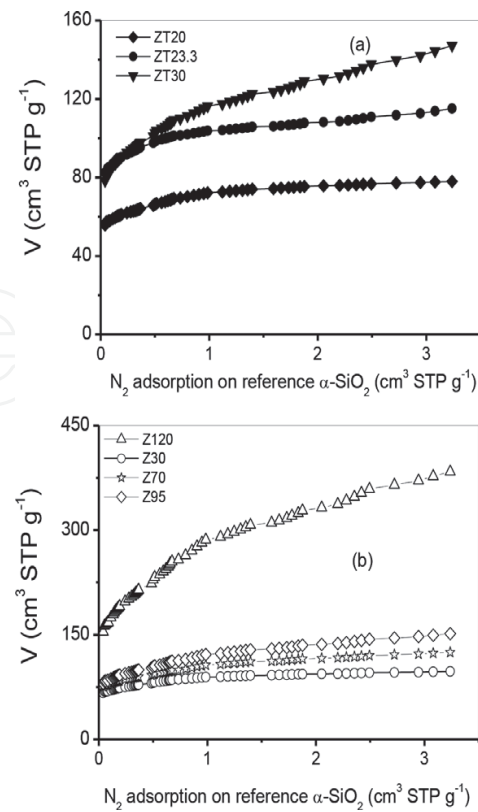 160
ZT20
ZT23.3
ZT30
(a)
120
80
40
0
V (cm³ STP g⁻¹)
0 1 2 3
N₂ adsorption on reference α-SiO₂ (cm³ STP g⁻¹)
450
Z120
Z30
Z70
Z95
300
(b)
150
0
V (cm³ STP g⁻¹)
0 1 2 3
N₂ adsorption on reference α-SiO₂ (cm³ STP g⁻¹)